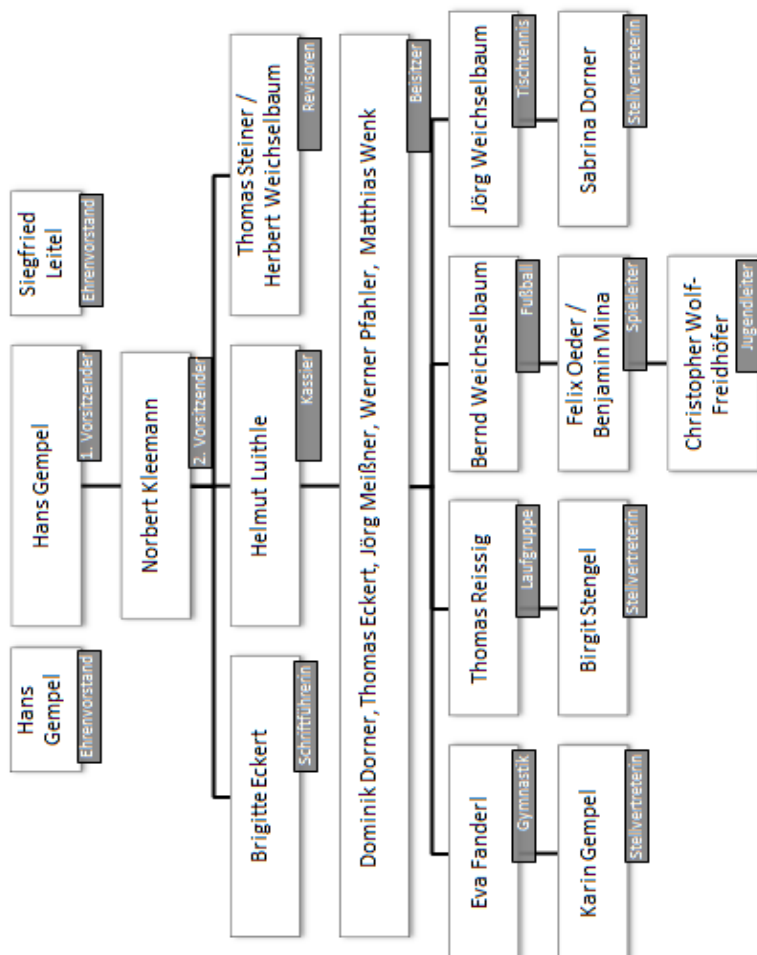 Hans
Gempel
Ehrenvorstand
Hans Gempel
1. Vorsitzender
Siegfried
Leitel
Ehrenvorstand
Norbert Kleemann
2. Vorsitzender
Brigitte Eckert
Schriftführerin
Helmut Luithle
Kassier
Thomas Steiner /
Herbert Weichselbaum
Revisoren
Dominik Dorner, Thomas Eckert, Jörg Meißner, Werner Pfahler, Matthias Wenk
Beisitzer
Eva Fanderl
Gymnastik
Thomas Reissig
Laufgruppe
Bernd Weichselbaum
Fußball
Jörg Weichselbaum
Tischtennis
Karin Gempel
Stellvertreterin
Birgit Stengel
Stellvertreterin
Felix Oeder /
Benjamin Mina
Spielleiter
Sabrina Dorner
Stellvertreterin
Christopher Wolf-
Freidhöfer
Jugendleiter